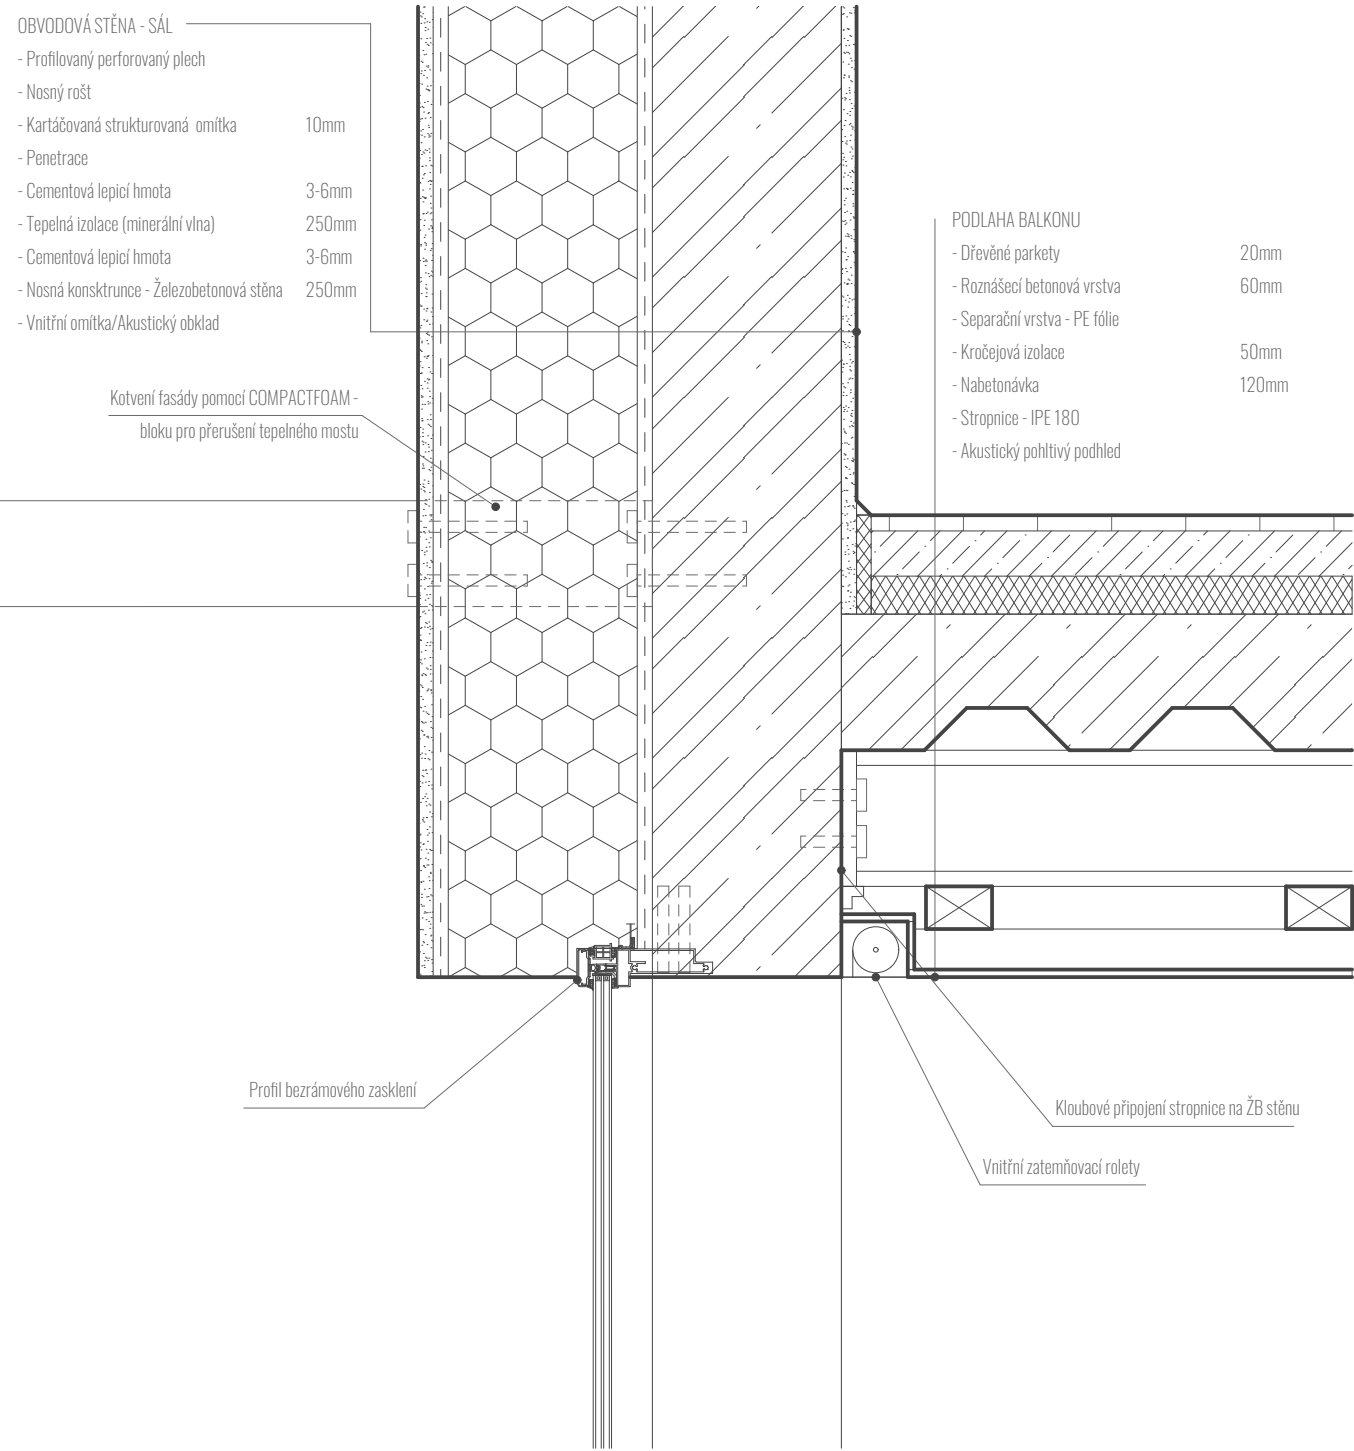 OBVODOVÁ STĚNA - SÁL
- Profilovaný perforovaný plech
- Nosný rošt
- Kartáčovaná strukturovaná omítka 10mm
- Penetrace
- Cementová lepicí hmota 3-6mm
- Tepelná izolace (minerální vlna) 250mm
- Cementová lepicí hmota 3-6mm
- Nosná konsktrunce - Železobetonová stěna 250mm
- Vnitřní omítka/Akustický obklad
Kotvení fasády pomocí COMPACTFOAM -
bloku pro přerušení tepelného mostu
PODLAHA BALKONU
- Dřevěné parkety 20mm
- Roznášecí betonová vrstva 60mm
- Separační vrstva - PE fólie
- Kročejová izolace 50mm
- Nabetonávka 120mm
- Stropnice - IPE 180
- Akustický pohltivý podhled
Profil bezrámového zasklení
Kloubové připojení stropnice na ŽB stěnu
Vnitřní zatemňovací rolety